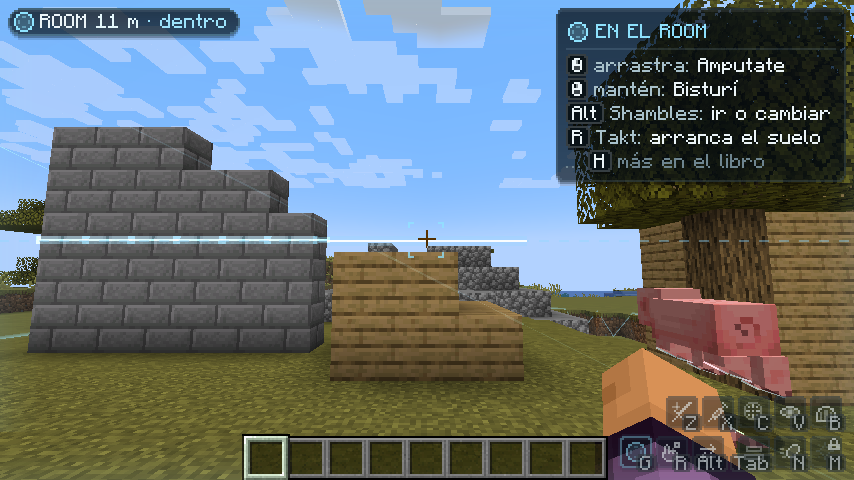 ROOM 11 m · dentro
EN EL ROOM
arrastra: Amputate
mantén: Bisturí
Alt Shambles: ir o cambiar
R Takt: arranca el suelo
... H más en el libro
Z X C V B
G R Alt Tab N M